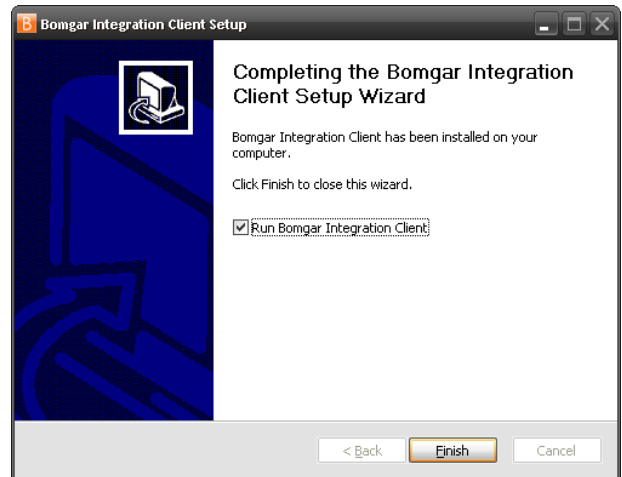 B Bomgar Integration Client Setup
Completing the Bomgar Integration
Client Setup Wizard
Bomgar Integration Client has been installed on your
computer.
Click Finish to close this wizard.
Run Bomgar Integration Client
< Back
Finish
Cancel